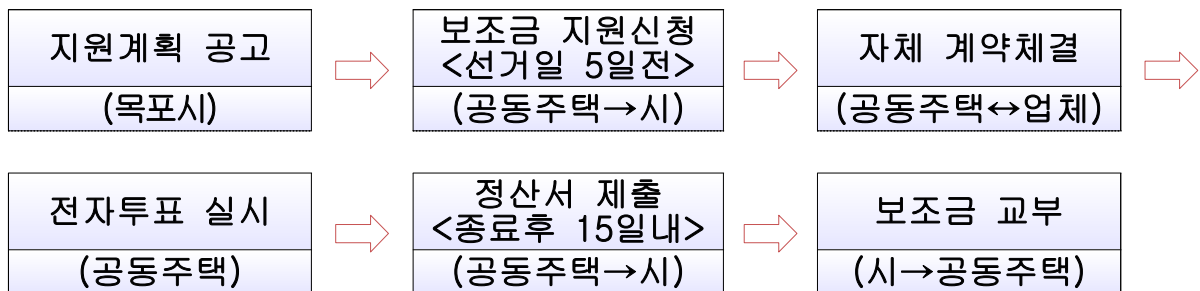 지원계획 공고
(목포시)
보조금 지원신청
<선거일 5일전>
(공동주택→시)
자체 계약체결
(공동주택↔업체)
전자투표 실시
(공동주택)
정산서 제출
<종료후 15일내>
(공동주택→시)
보조금 교부
(시→공동주택)